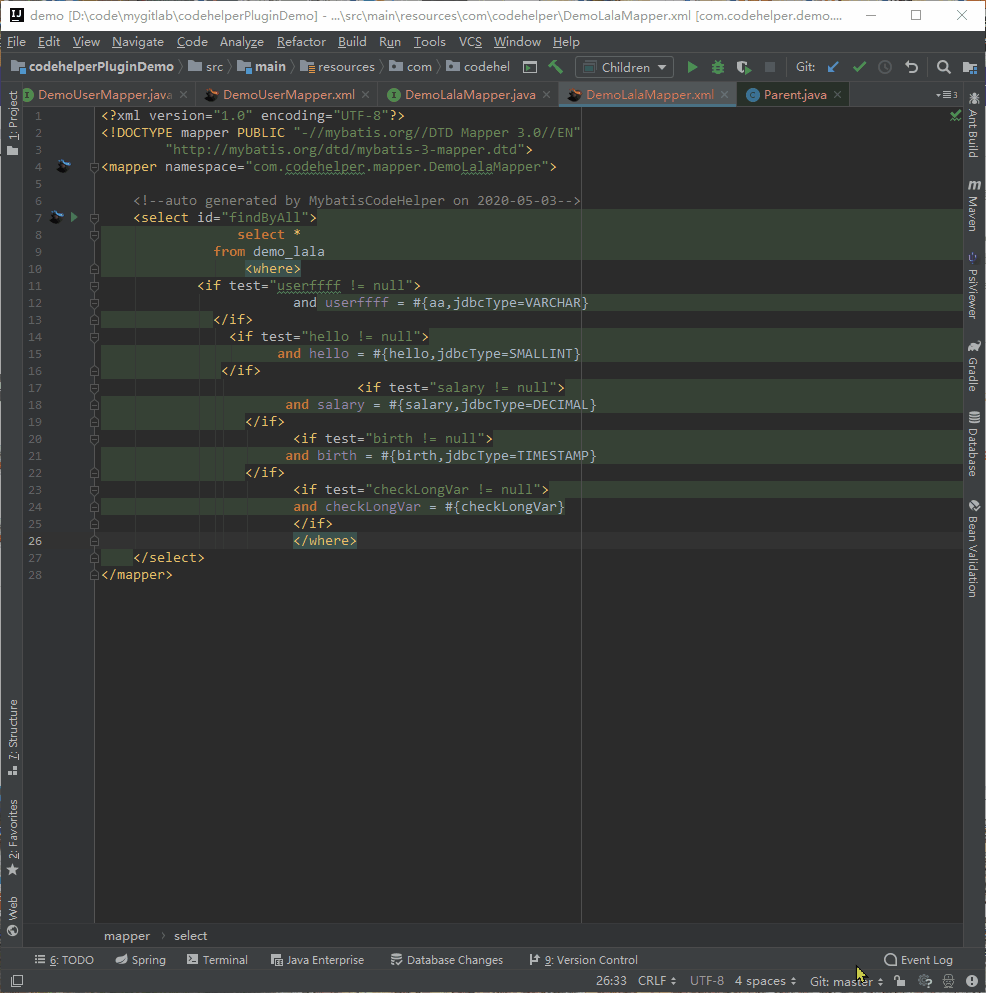 demo [D:\code\mygitlab\codehelperPluginDemo] - ...\src\main\resources\com\codehelper\DemoLalaMapper.xml [com.codehelper.demo....
File Edit View Navigate Code Analyze Refactor Build Run Tools VCS Window Help
codehelperPluginDemo src main resources com codehel Children Git:
DemoUserMapper.java DemoUserMapper.xml DemoLalaMapper.java DemoLalaMapper.xml Parent.java 3
1 <?xml version="1.0" encoding="UTF-8"?>
2 <!DOCTYPE mapper PUBLIC "-//mybatis.org//DTD Mapper 3.0//EN"
3 "http://mybatis.org/dtd/mybatis-3-mapper.dtd">
4 <mapper namespace="com.codehelper.mapper.DemoLalaMapper">
5
6 <!--auto generated by MybatisCodeHelper on 2020-05-03-->
7 <select id="findByAll">
8 select *
9 from demo_lala
10 <where>
11 <if test="userffff != null">
12 and userffff = #{aa,jdbcType=VARCHAR}
13 </if>
14 <if test="hello != null">
15 and hello = #{hello,jdbcType=SMALLINT}
16 </if>
17 <if test="salary != null">
18 and salary = #{salary,jdbcType=DECIMAL}
19 </if>
20 <if test="birth != null">
21 and birth = #{birth,jdbcType=TIMESTAMP}
22 </if>
23 <if test="checkLongVar != null">
24 and checkLongVar = #{checkLongVar}
25 </if>
26 </where>
27 </select>
28 </mapper>
1: Project
7: Structure
2: Favorites
Web
Ant Build
Maven
PsiViewer
Gradle
Database
Bean Validation
mapper select
6: TODO Spring Terminal Java Enterprise Database Changes 9: Version Control Event Log
26:33 CRLF UTF-8 4 spaces Git: master